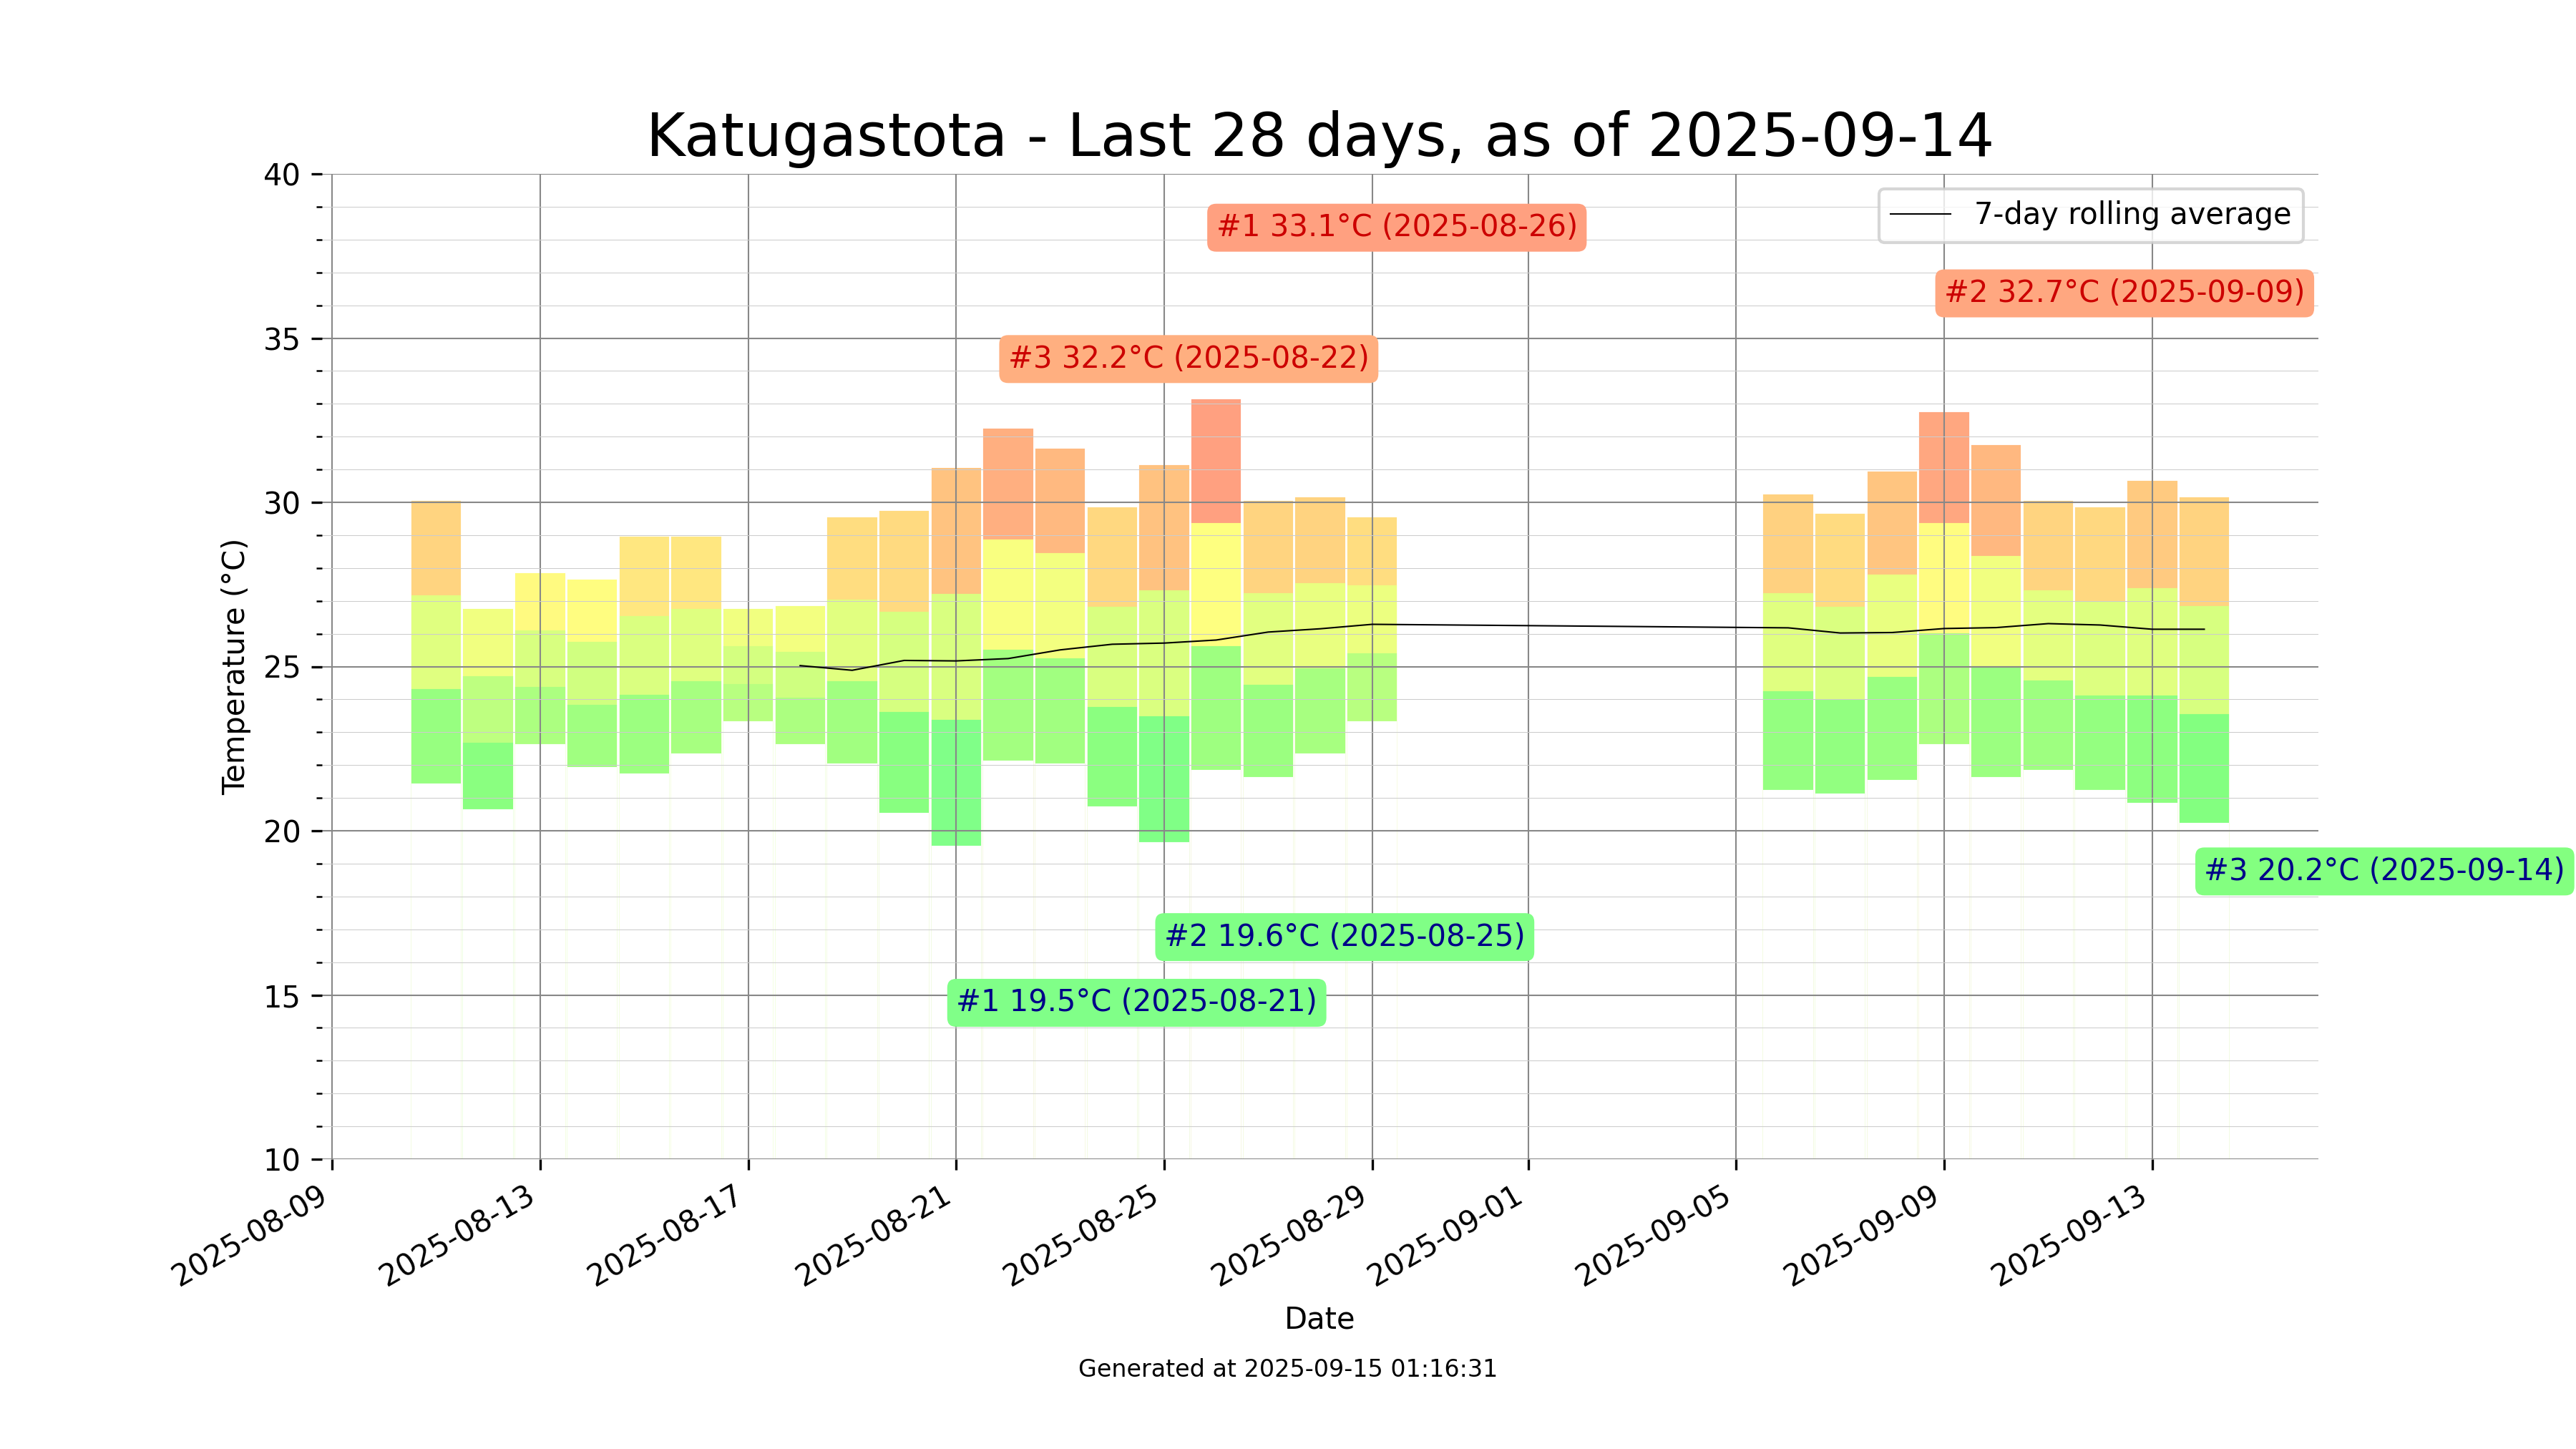 Katugastota - Last 28 days, as of 2025-09-14
40
35
30
25
20
15
10
Temperature (°C)
7-day rolling average
#1 33.1°C (2025-08-26)
#2 32.7°C (2025-09-09)
#3 32.2°C (2025-08-22)
#3 20.2°C (2025-09-14)
#2 19.6°C (2025-08-25)
#1 19.5°C (2025-08-21)
2025-08-09
2025-08-13
2025-08-17
2025-08-21
2025-08-25
2025-08-29
2025-09-01
2025-09-05
2025-09-09
2025-09-13
Date
Generated at 2025-09-15 01:16:31